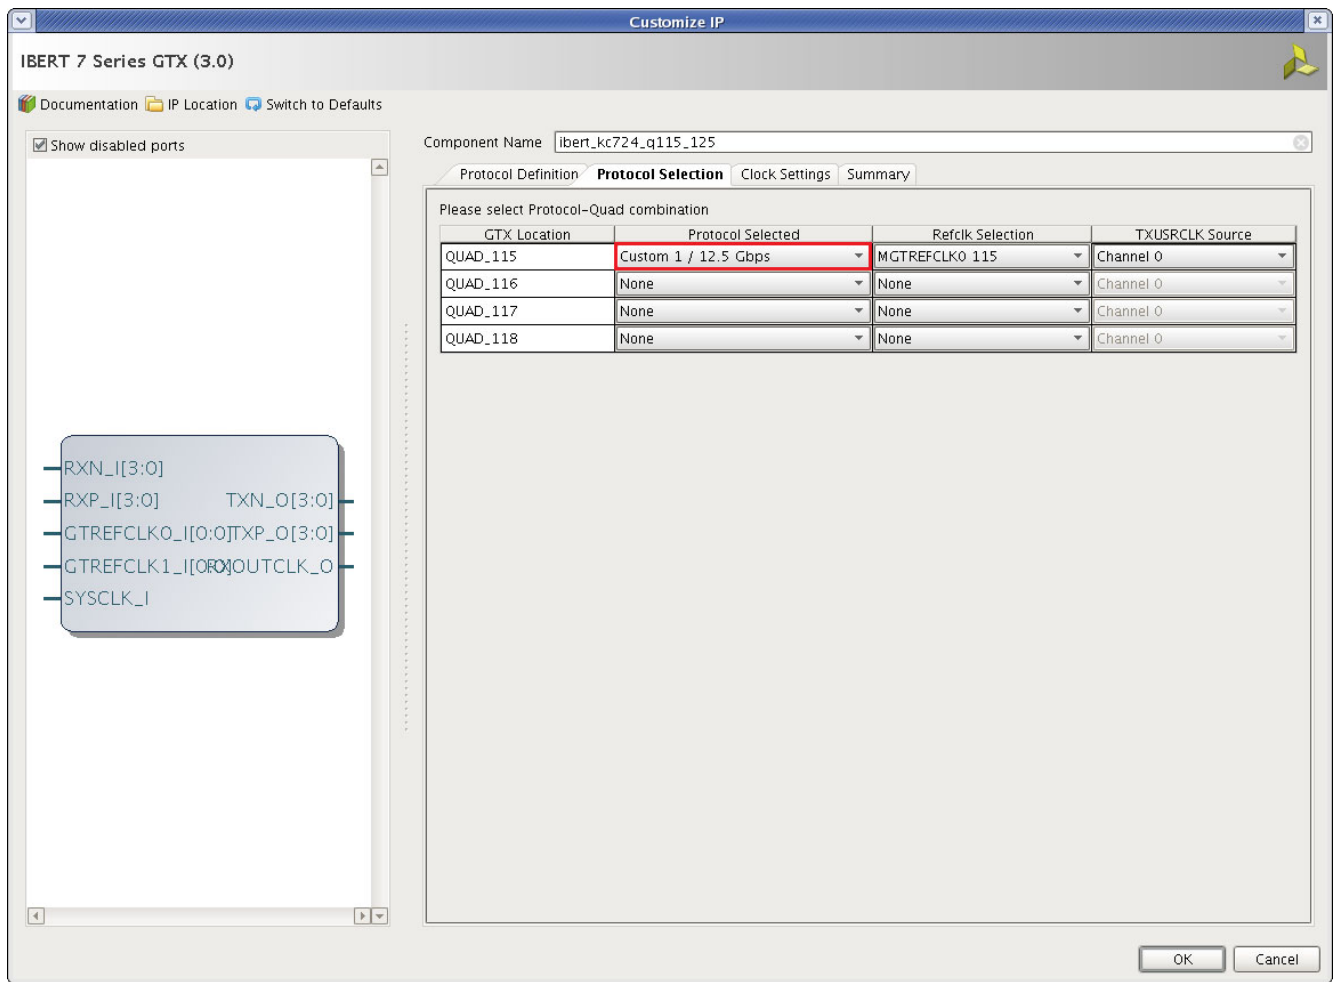 Customize IP
IBERT 7 Series GTX (3.0)
Documentation IP Location Switch to Defaults
Show disabled ports
Component Name ibert_kc724_q115_125
Protocol Definition Protocol Selection Clock Settings Summary
Please select Protocol-Quad combination
GTX Location Protocol Selected Refclk Selection TXUSRCLK Source
QUAD_115 Custom 1 / 12.5 Gbps MGTREFCLK0 115 Channel 0
QUAD_116 None None Channel 0
QUAD_117 None None Channel 0
QUAD_118 None None Channel 0
RXN_I[3:0]
RXP_I[3:0] TXN_O[3:0]
GTREFCLK0_I[0:0] TXP_O[3:0]
GTREFCLK1_I[0:0] RXOUTCLK_O
SYSCLK_I
OK Cancel